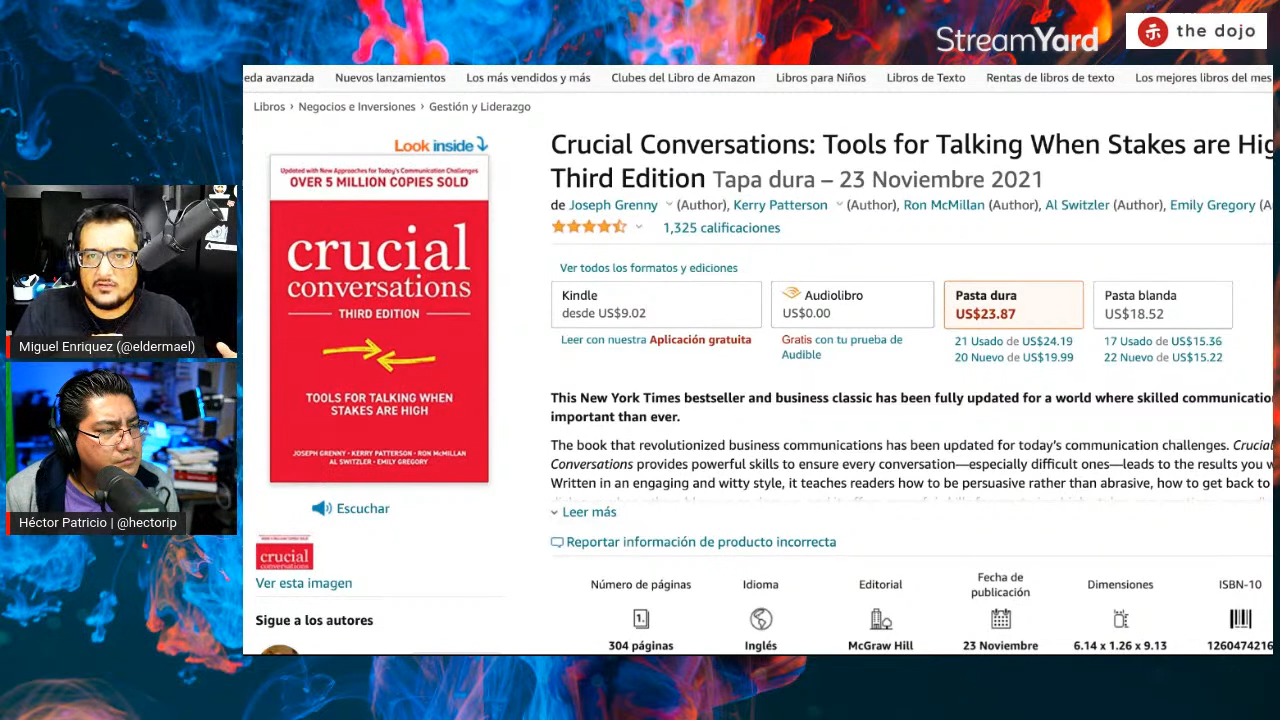 StreamYard
the dojo
eda avanzada Nuevos lanzamientos Los más vendidos y más Clubes del Libro de Amazon Libros para Niños Libros de Texto Rentas de libros de texto Los mejores libros del mes
Libros › Negocios e Inversiones › Gestión y Liderazgo
Look inside
Updated with New Approaches for Today's Communication Challenges
OVER 5 MILLION COPIES SOLD
crucial
conversations
THIRD EDITION
TOOLS FOR TALKING WHEN
STAKES ARE HIGH
JOSEPH GRENNY • KERRY PATTERSON • RON McMILLAN
AL SWITZLER • EMILY GREGORY
Escuchar
crucial
conversations
Ver esta imagen
Sigue a los autores
Crucial Conversations: Tools for Talking When Stakes are Hig
Third Edition Tapa dura – 23 Noviembre 2021
de Joseph Grenny (Author), Kerry Patterson (Author), Ron McMillan (Author), Al Switzler (Author), Emily Gregory (A
1,325 calificaciones
Ver todos los formatos y ediciones
Kindle
desde US$9.02
Leer con nuestra Aplicación gratuita
Audiolibro
US$0.00
Gratis con tu prueba de
Audible
Pasta dura
US$23.87
21 Usado de US$24.19
20 Nuevo de US$19.99
Pasta blanda
US$18.52
17 Usado de US$15.36
22 Nuevo de US$15.22
This New York Times bestseller and business classic has been fully updated for a world where skilled communicatio
important than ever.
The book that revolutionized business communications has been updated for today's communication challenges. Crucial
Conversations provides powerful skills to ensure every conversation—especially difficult ones—leads to the results you w
Written in an engaging and witty style, it teaches readers how to be persuasive rather than abrasive, how to get back to
Leer más
Reportar información de producto incorrecta
Número de páginas
304 páginas
Idioma
Inglés
Editorial
McGraw Hill
Fecha de
publicación
23 Noviembre
Dimensiones
6.14 x 1.26 x 9.13
ISBN-10
1260474216
Miguel Enriquez (@eldermael)
Héctor Patricio | @hectorip